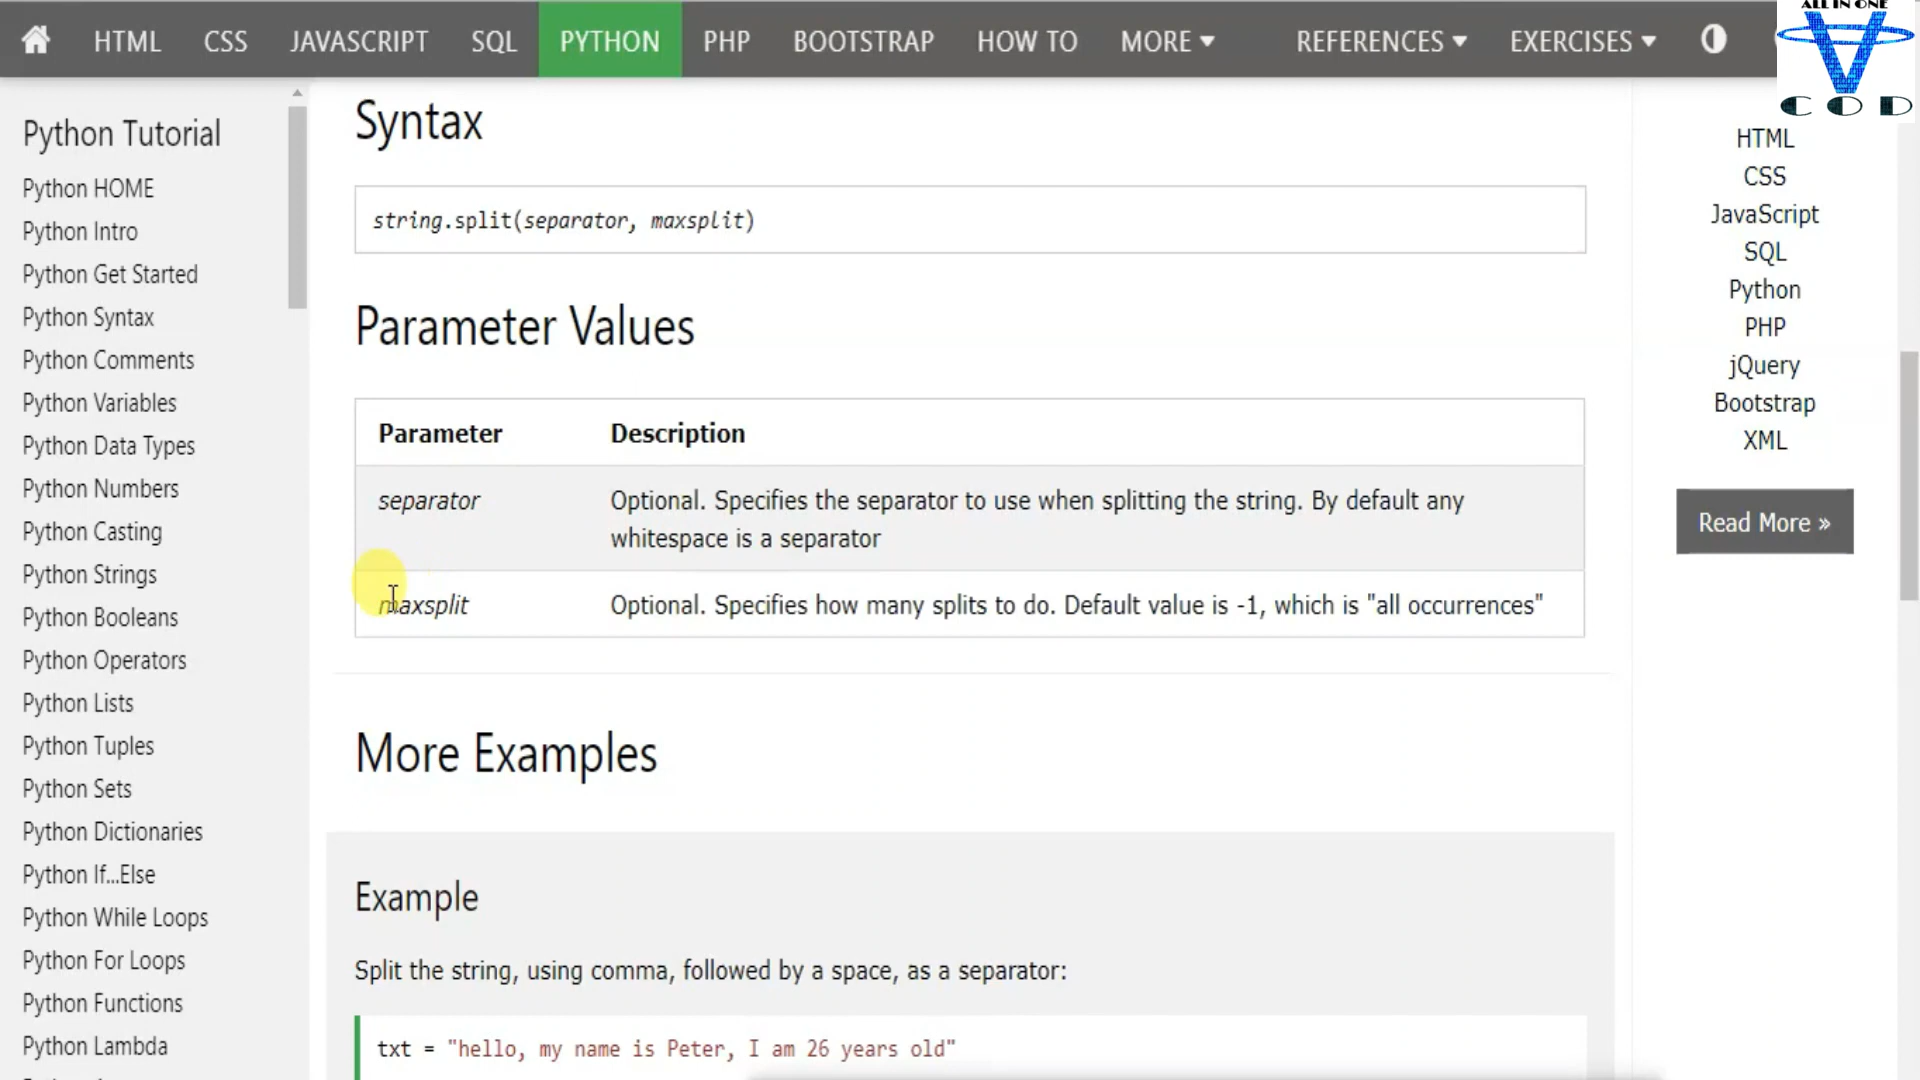 HTML CSS JAVASCRIPT SQL PYTHON PHP BOOTSTRAP HOW TO MORE REFERENCES EXERCISES
ALL IN ONE
COD
Python Tutorial
Python HOME
Python Intro
Python Get Started
Python Syntax
Python Comments
Python Variables
Python Data Types
Python Numbers
Python Casting
Python Strings
Python Booleans
Python Operators
Python Lists
Python Tuples
Python Sets
Python Dictionaries
Python If...Else
Python While Loops
Python For Loops
Python Functions
Python Lambda
Syntax
string.split(separator, maxsplit)
Parameter Values
Parameter Description
separator Optional. Specifies the separator to use when splitting the string. By default any
whitespace is a separator
maxsplit Optional. Specifies how many splits to do. Default value is -1, which is "all occurrences"
More Examples
Example
Split the string, using comma, followed by a space, as a separator:
txt = "hello, my name is Peter, I am 26 years old"
HTML
CSS
JavaScript
SQL
Python
PHP
jQuery
Bootstrap
XML
Read More »